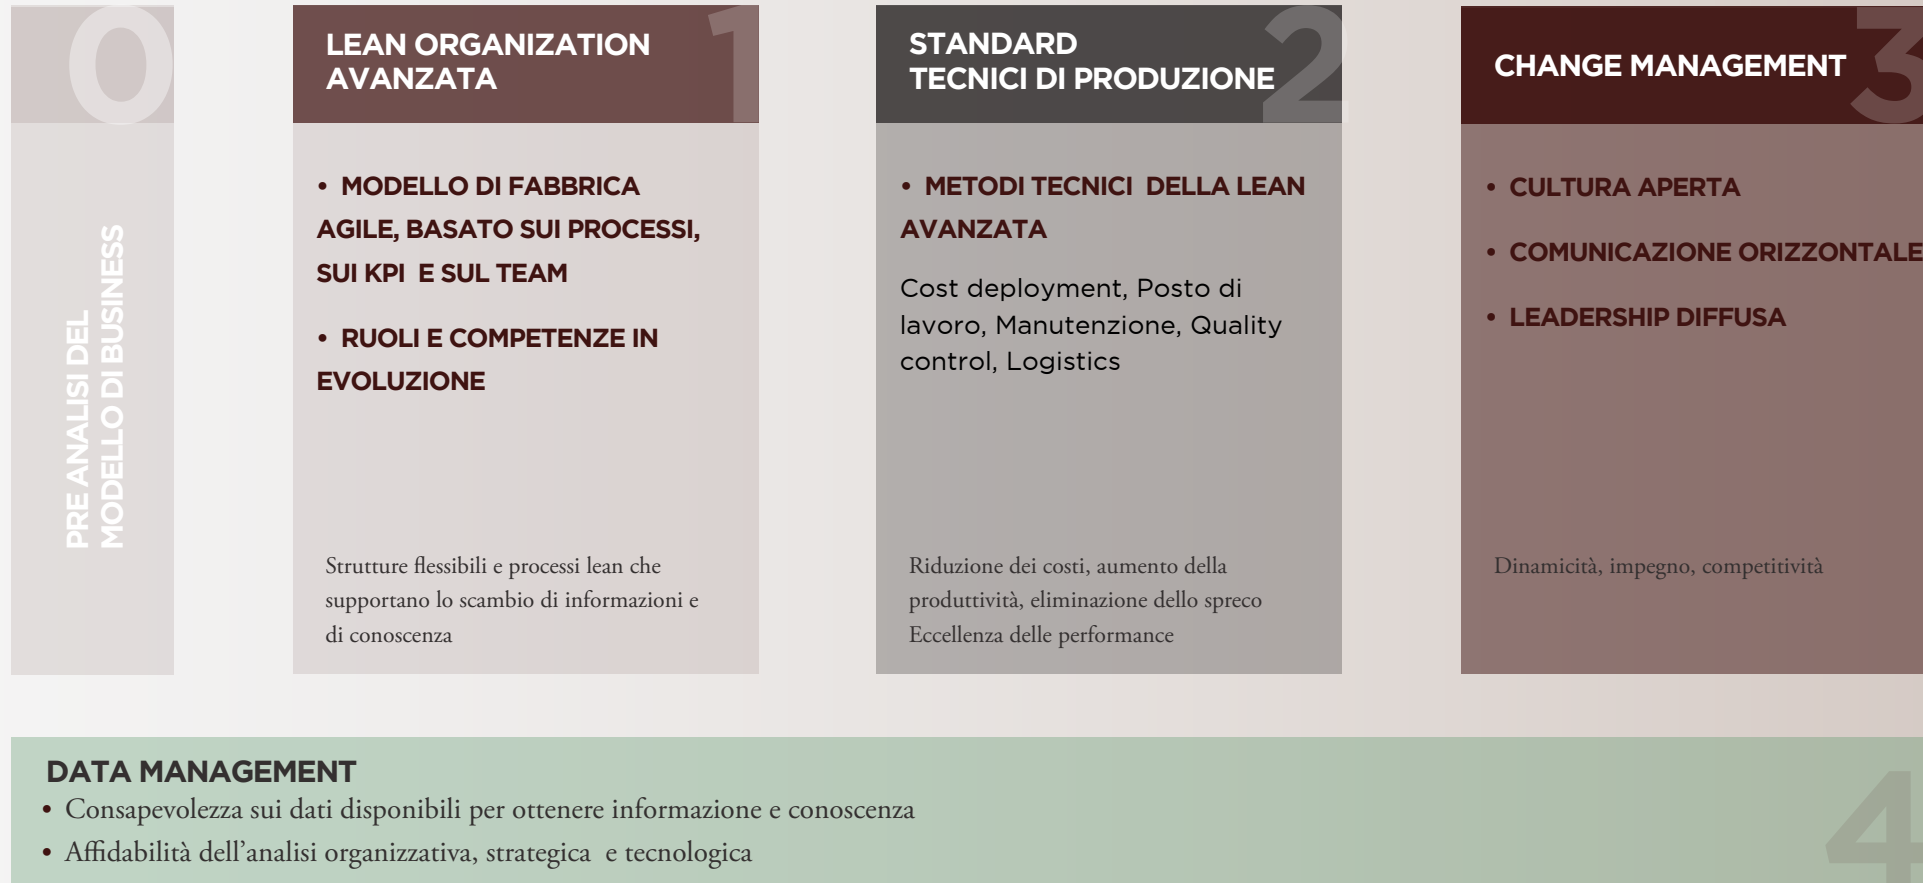 0
PRE ANALISI DEL
MODELLO DI BUSINESS
1
LEAN ORGANIZATION
AVANZATA
• MODELLO DI FABBRICA
AGILE, BASATO SUI PROCESSI,
SUI KPI E SUL TEAM
• RUOLI E COMPETENZE IN
EVOLUZIONE
Strutture flessibili e processi lean che
supportano lo scambio di informazioni e
di conoscenza
2
STANDARD
TECNICI DI PRODUZIONE
• METODI TECNICI DELLA LEAN
AVANZATA
Cost deployment, Posto di
lavoro, Manutenzione, Quality
control, Logistics
Riduzione dei costi, aumento della
produttività, eliminazione dello spreco
Eccellenza delle performance
3
CHANGE MANAGEMENT
• CULTURA APERTA
• COMUNICAZIONE ORIZZONTALE
• LEADERSHIP DIFFUSA
Dinamicità, impegno, competitività
4
DATA MANAGEMENT
• Consapevolezza sui dati disponibili per ottenere informazione e conoscenza
• Affidabilità dell’analisi organizzativa, strategica e tecnologica